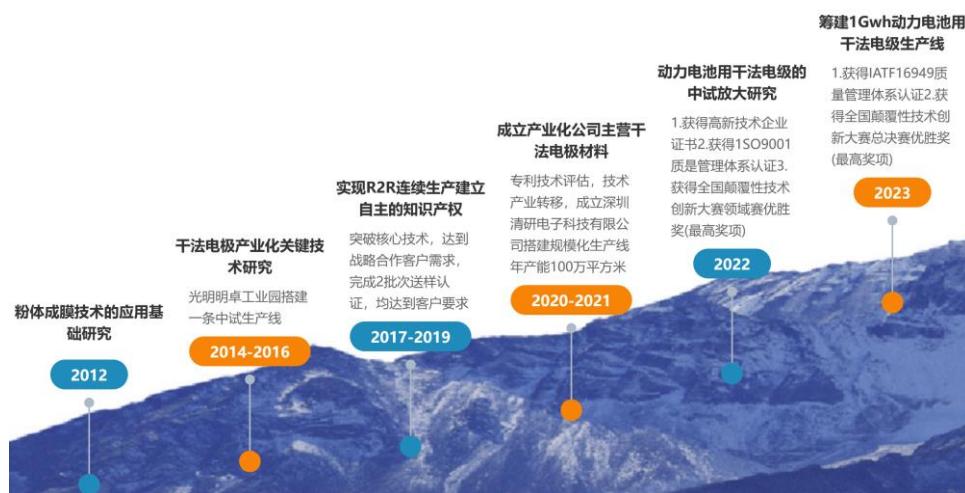 粉体成膜技术的应用基
础研究
2012
干法电极产业化关键技
术研究
光明明卓工业园搭建
一条中试生产线
2014-2016
实现R2R连续生产建立
自主的知识产权
突破核心技术，达到
战略合作客户需求，
完成2批次送样认
证，均达到客户要求
2017-2019
成立产业化公司主营干
法电极材料
专利技术评估，技术
产业转移，成立深圳
清研电子科技有限公
司搭建规模化生产线
年产能100万平方米
2020-2021
动力电池用干法电级的
中试放大研究
1.获得高新技术企业
证书2.获得1SO9001
质是管理体系认证3.
获得全国颠覆性技术
创新大赛领域赛优胜
奖(最高奖项)
2022
筹建1Gwh动力电池用
干法电级生产线
1.获得IATF16949质
量管理体系认证2.获
得全国颠覆性技术创
新大赛总决赛优胜奖
(最高奖项)
2023